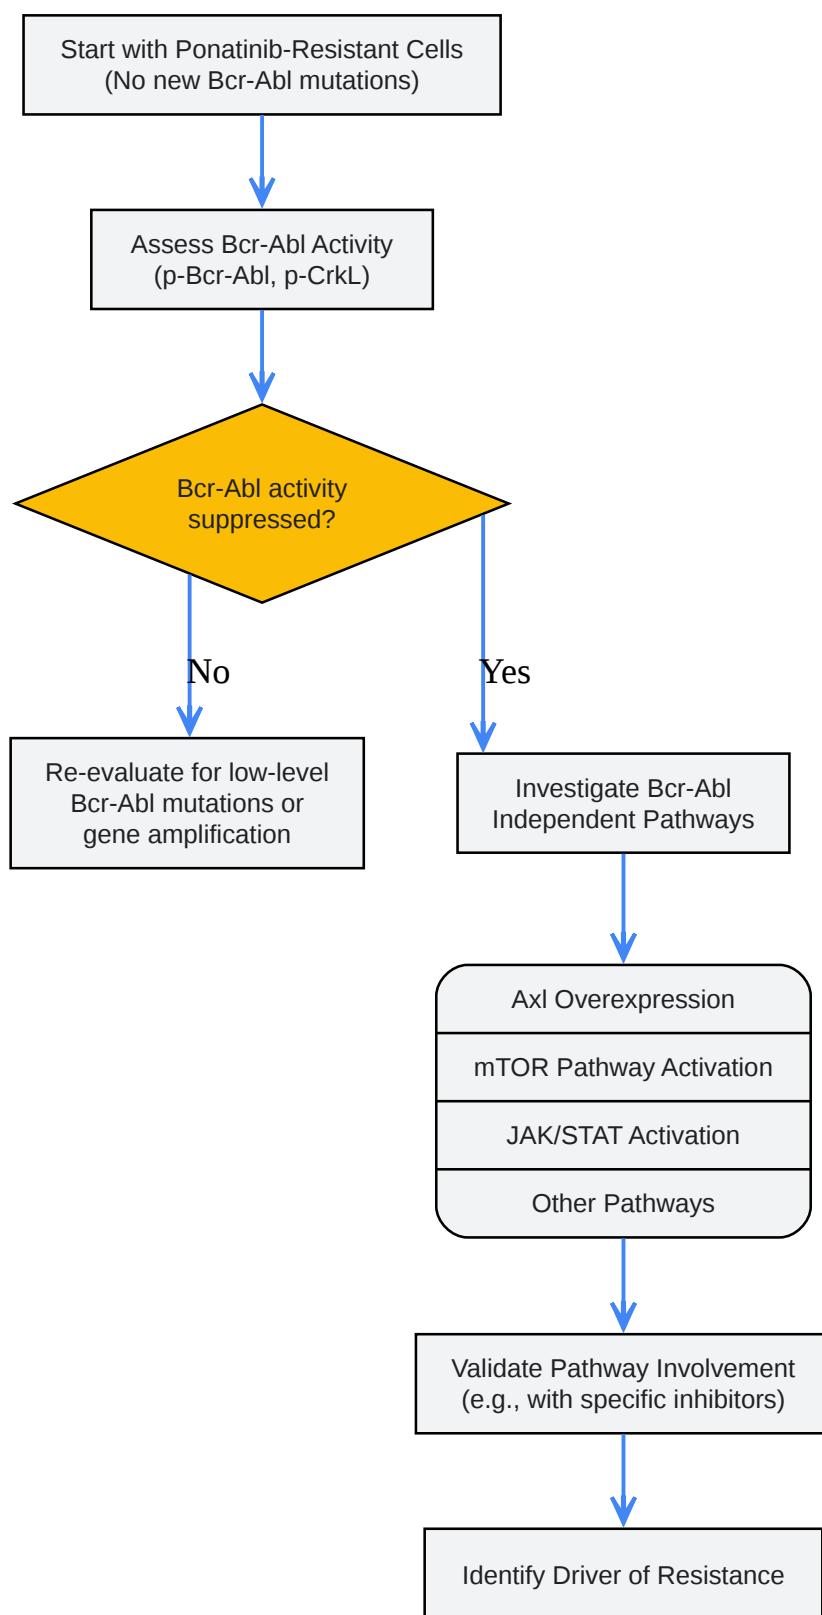 Start with Ponatinib-Resistant Cells
(No new Bcr-Abl mutations)
Assess Bcr-Abl Activity
(p-Bcr-Abl, p-CrkL)
Bcr-Abl activity
suppressed?
No
Yes
Re-evaluate for low-level
Bcr-Abl mutations or
gene amplification
Investigate Bcr-Abl
Independent Pathways
Axl Overexpression
mTOR Pathway Activation
JAK/STAT Activation
Other Pathways
Validate Pathway Involvement
(e.g., with specific inhibitors)
Identify Driver of Resistance